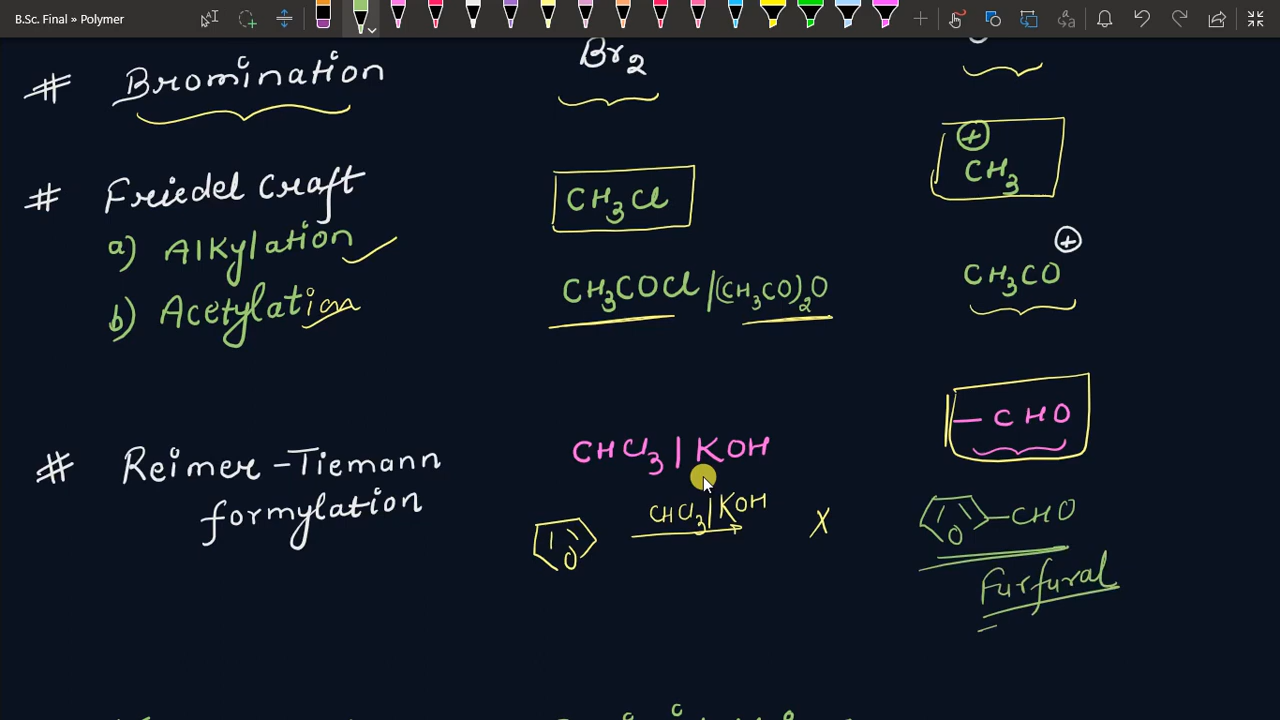 B.Sc. Final » Polymer
# Bromination Br2
# Friedel Craft CH3Cl ⊕CH3
a) Alkylation
b) Acetylation CH3COCl/(CH3CO)2O CH3CO⊕
# Reimer-Tiemann formylation CHCl3 | KOH —CHO
CHCl3|KOH
O X O —CHO
Furfural